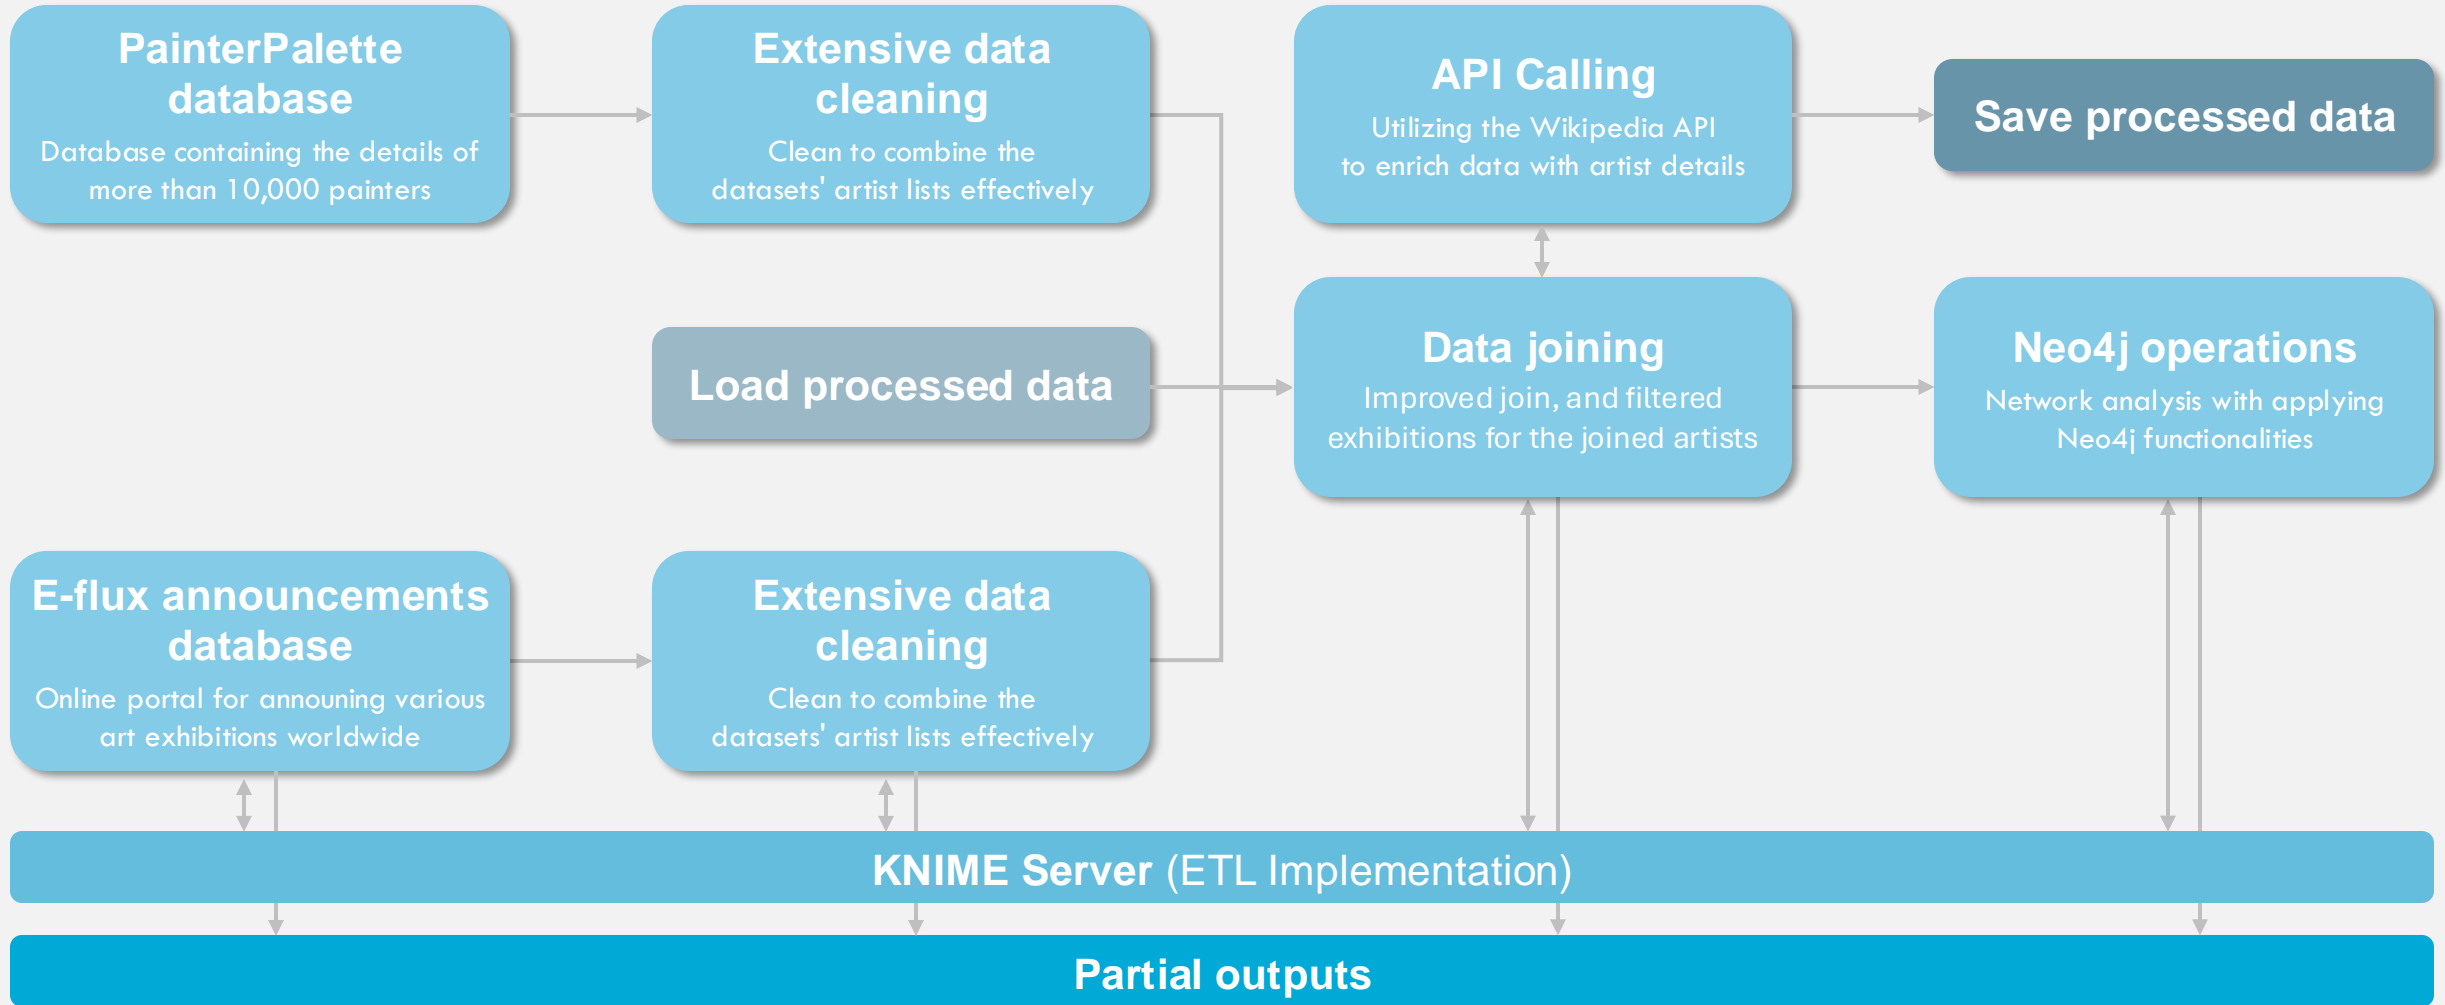 PainterPalette
database
Database containing the details of
more than 10,000 painters
Extensive data
cleaning
Clean to combine the
datasets' artist lists effectively
API Calling
Utilizing the Wikipedia API
to enrich data with artist details
Save processed data
Load processed data
Data joining
Improved join, and filtered
exhibitions for the joined artists
Neo4j operations
Network analysis with applying
Neo4j functionalities
E-flux announcements
database
Online portal for announing various
art exhibitions worldwide
Extensive data
cleaning
Clean to combine the
datasets' artist lists effectively
KNIME Server (ETL Implementation)
Partial outputs